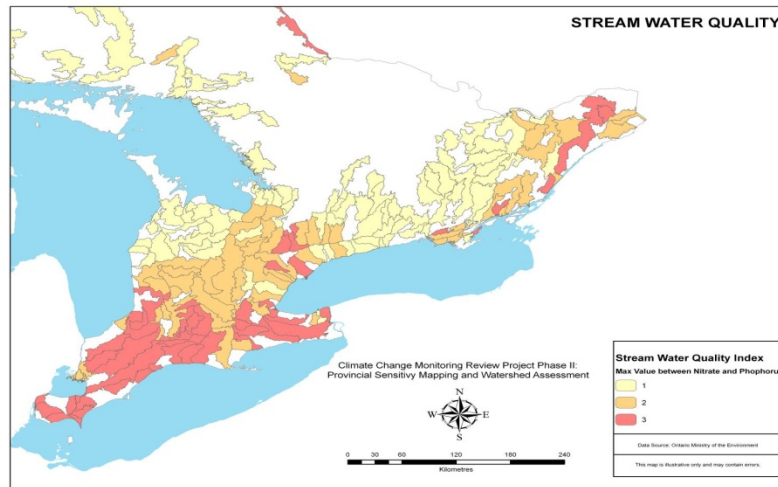 STREAM WATER QUALITY
Climate Change Monitoring Review Project Phase II:
Provincial Sensitivy Mapping and Watershed Assessment
N
W E
S
0 15 30 60 120 180 240
Kilometres
Stream Water Quality Index
Max Value between Nitrate and Phophoru
1
2
3
Data Source: Ontario Ministry of the Environment
This map is illustrative only and may contain errors.